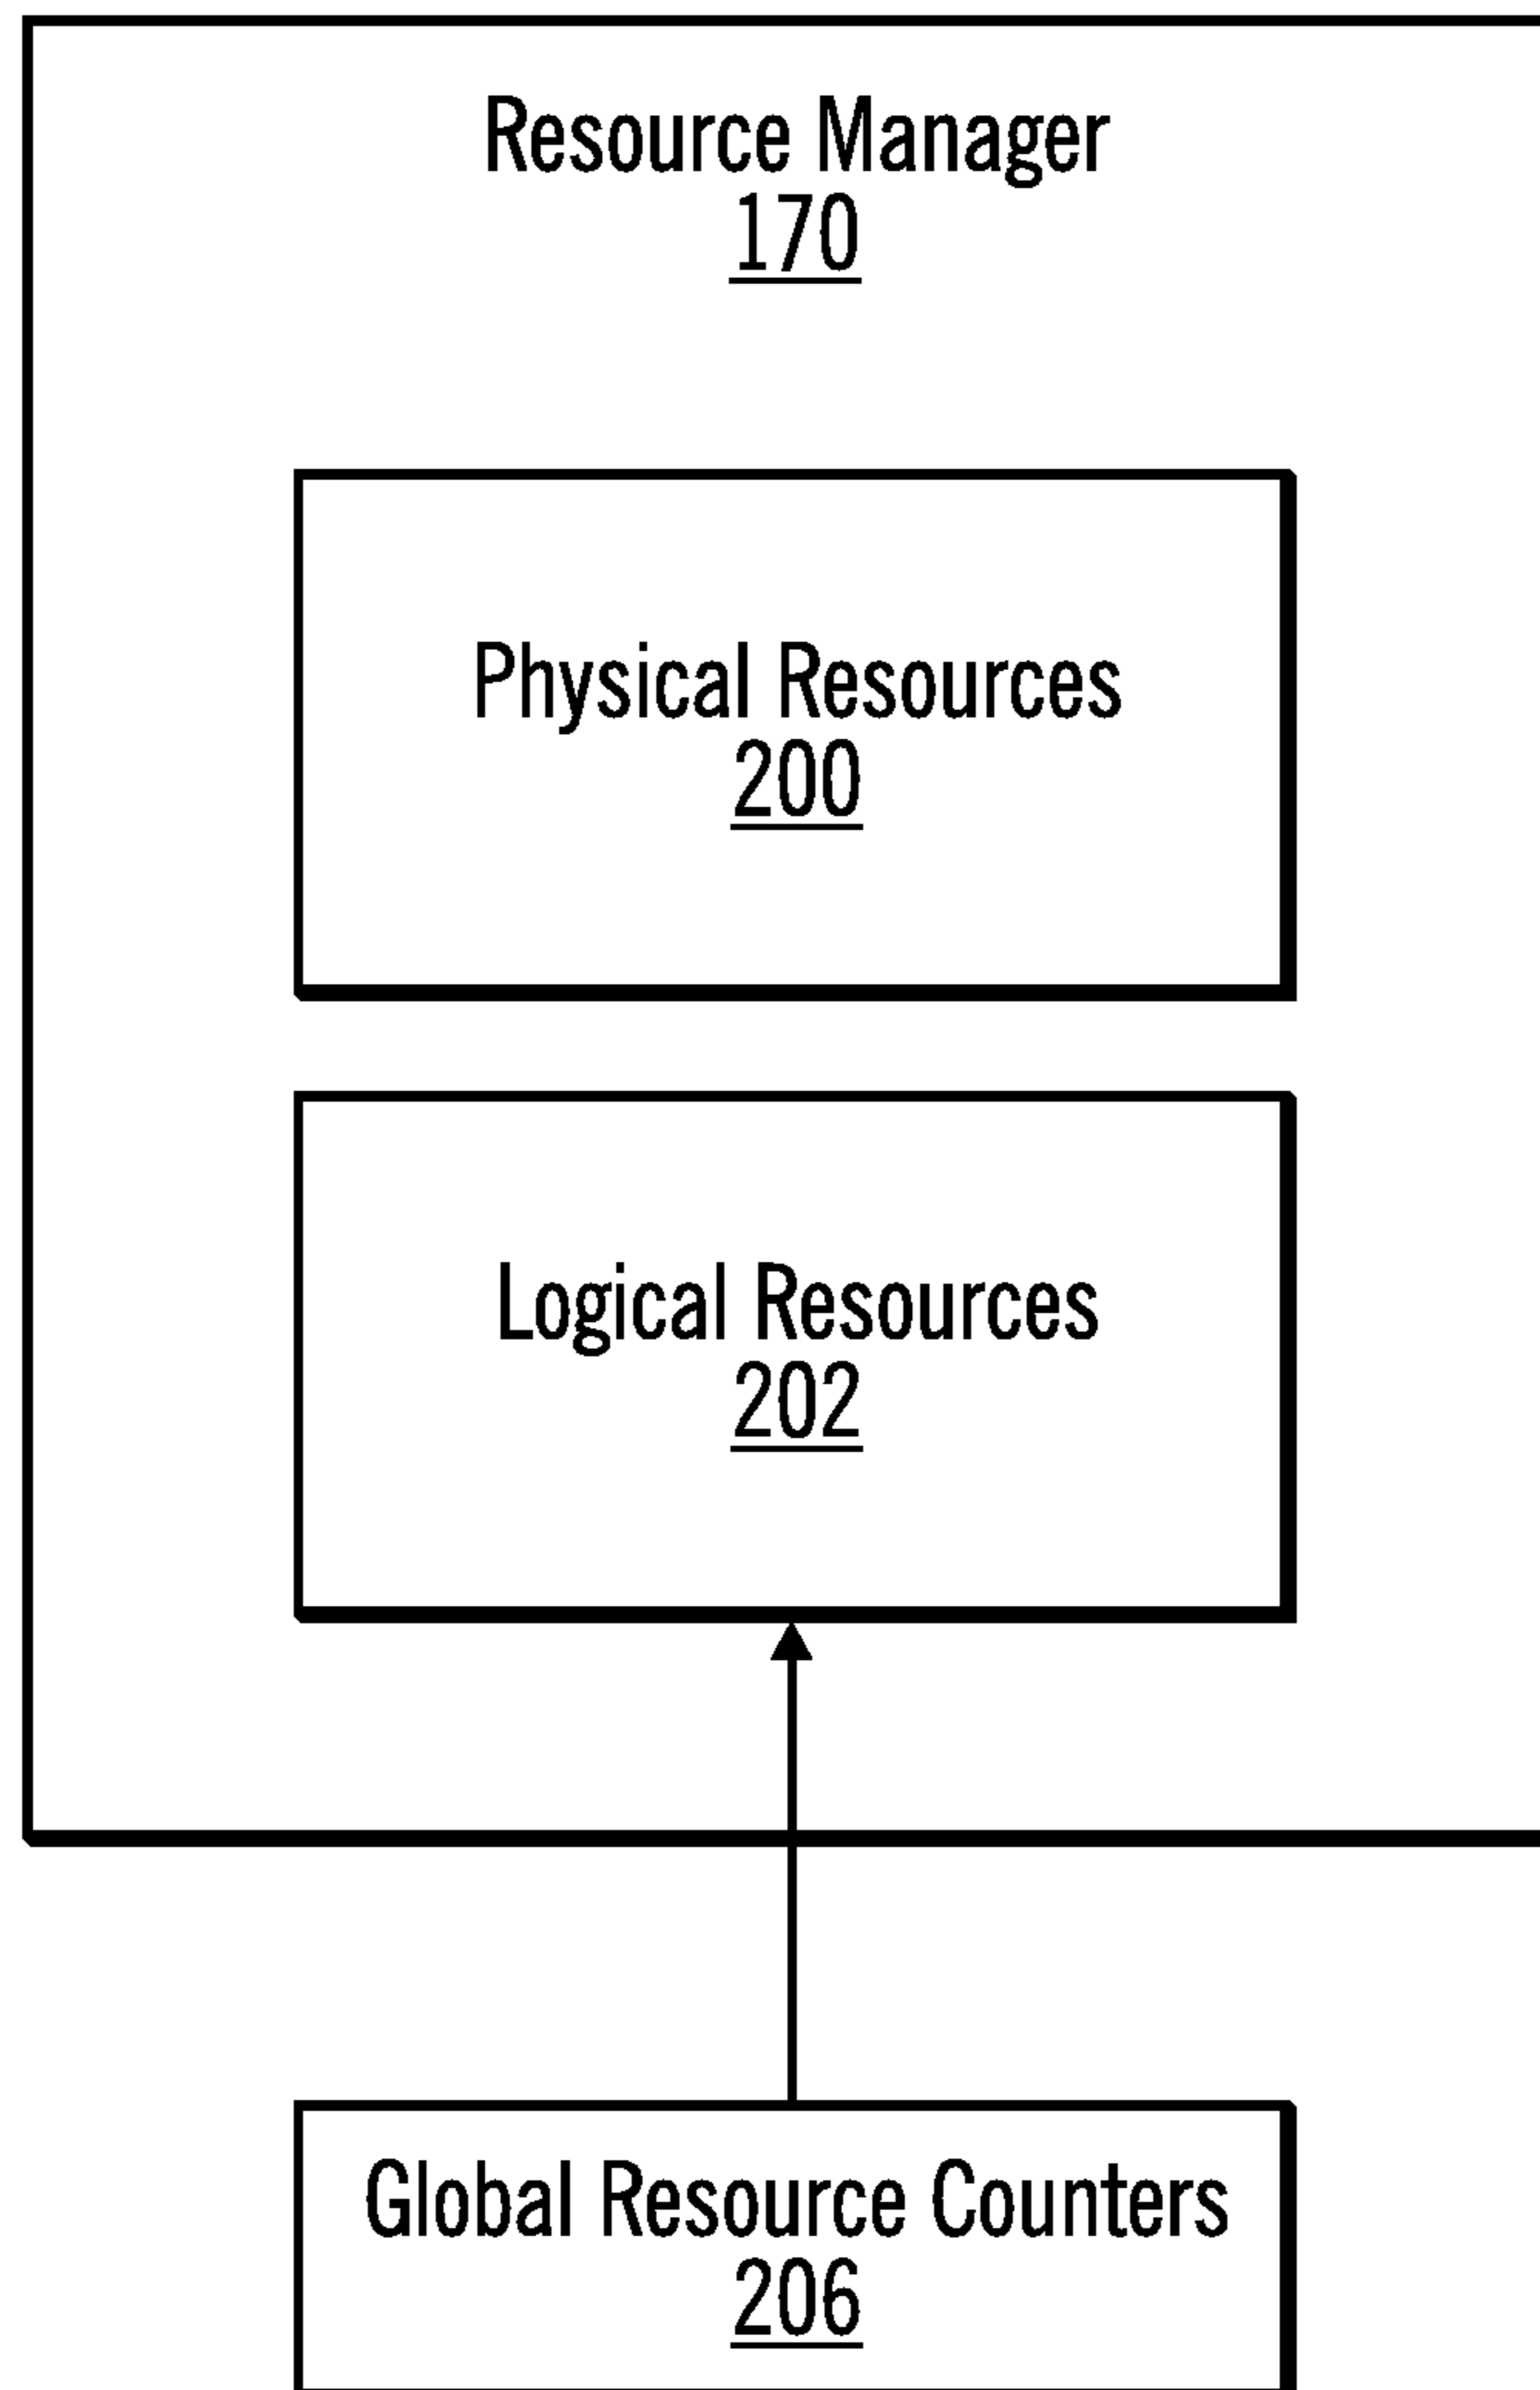 Resource Manager
170
Physical Resources
200
Logical Resources
202
Global Resource Counters
206